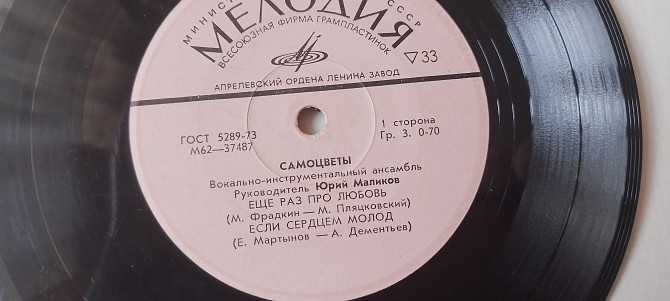 МИНИСТ
СССР
МЕЛОДИЯ
ВСЕСОЮЗНАЯ ФИРМА ГРАМПЛАСТИНОК
33
АПРЕЛЕВСКИЙ ОРДЕНА ЛЕНИНА ЗАВОД
ГОСТ 5289-73
М62—37487
1 сторона
Гр. 3. 0-70
САМОЦВЕТЫ
Вокально-инструментальный ансамбль
Руководитель Юрий Маликов
ЕЩЕ РАЗ ПРО ЛЮБОВЬ
(М. Фрадкин — М. Пляцковский)
ЕСЛИ СЕРДЦЕМ МОЛОД
(Е. Мартынов — А. Дементьев)